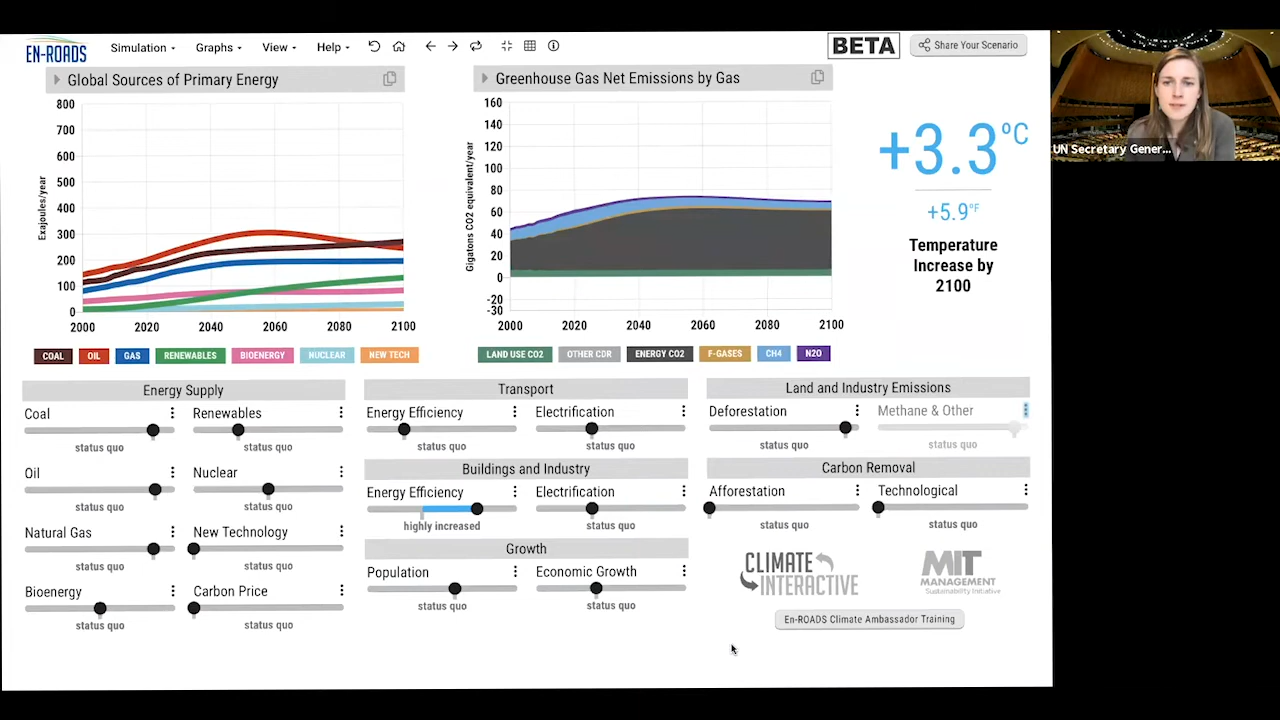 EN-ROADS
Simulation
Graphs
View
Help
BETA
Share Your Scenario
Global Sources of Primary Energy
Greenhouse Gas Net Emissions by Gas
800
700
600
500
400
300
200
100
0
Exajoules/year
2000 2020 2040 2060 2080 2100
COAL OIL GAS RENEWABLES BIOENERGY NUCLEAR NEW TECH
160
140
120
100
80
60
40
20
0
-20
-30
Gigatons CO2 equivalent/year
2000 2020 2040 2060 2080 2100
LAND USE CO2 OTHER CDR ENERGY CO2 F-GASES CH4 N2O
+3.3°C
+5.9°F
Temperature
Increase by
2100
UN Secretary Gener...
Energy Supply
Coal
status quo
Renewables
status quo
Oil
status quo
Nuclear
status quo
Natural Gas
status quo
New Technology
status quo
Bioenergy
status quo
Carbon Price
status quo
Transport
Energy Efficiency
status quo
Electrification
status quo
Buildings and Industry
Energy Efficiency
highly increased
Electrification
status quo
Growth
Population
status quo
Economic Growth
status quo
Land and Industry Emissions
Deforestation
status quo
Methane & Other
status quo
Carbon Removal
Afforestation
status quo
Technological
status quo
CLIMATE
INTERACTIVE
MIT
MANAGEMENT
Sustainability Initiative
En-ROADS Climate Ambassador Training